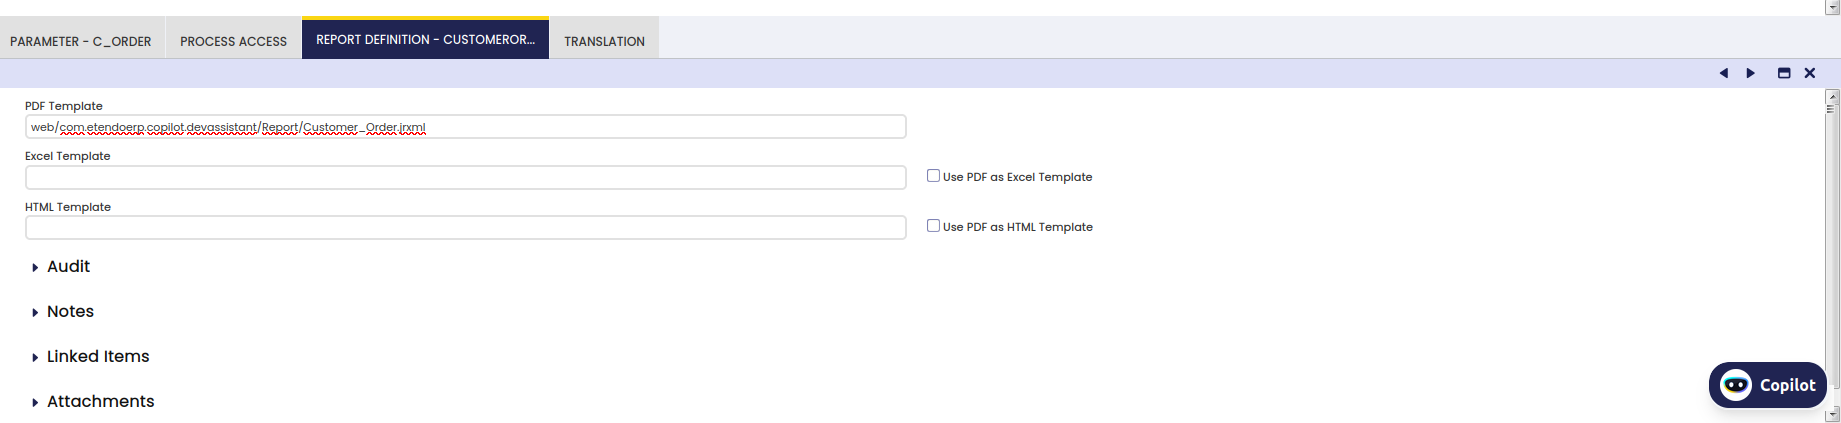 PARAMETER - C_ORDER PROCESS ACCESS REPORT DEFINITION - CUSTOMEROR... TRANSLATION
PDF Template
web/com.etendoerp.copilot.devassistant/Report/Customer_Order.jrxml
Excel Template
Use PDF as Excel Template
HTML Template
Use PDF as HTML Template
Audit
Notes
Linked Items
Attachments
Copilot